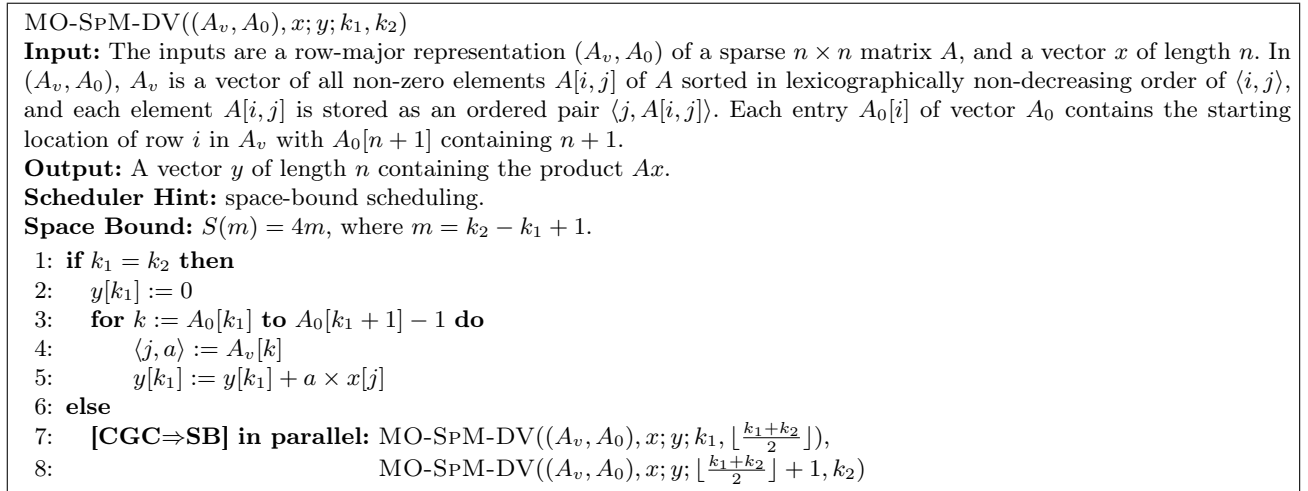 MO-SPM-DV((A_v, A_0), x; y; k_1, k_2)
Input: The inputs are a row-major representation (A_v, A_0) of a sparse n × n matrix A, and a vector x of length n. In
(A_v, A_0), A_v is a vector of all non-zero elements A[i, j] of A sorted in lexicographically non-decreasing order of ⟨i, j⟩,
and each element A[i, j] is stored as an ordered pair ⟨j, A[i, j]⟩. Each entry A_0[i] of vector A_0 contains the starting
location of row i in A_v with A_0[n + 1] containing n + 1.
Output: A vector y of length n containing the product Ax.
Scheduler Hint: space-bound scheduling.
Space Bound: S(m) = 4m, where m = k_2 − k_1 + 1.
1: if k_1 = k_2 then
2: y[k_1] := 0
3: for k := A_0[k_1] to A_0[k_1 + 1] − 1 do
4: ⟨j, a⟩ := A_v[k]
5: y[k_1] := y[k_1] + a × x[j]
6: else
7: [CGC⇒SB] in parallel: MO-SPM-DV((A_v, A_0), x; y; k_1, ⌊(k_1+k_2)/2⌋),
8: MO-SPM-DV((A_v, A_0), x; y; ⌊(k_1+k_2)/2⌋ + 1, k_2)